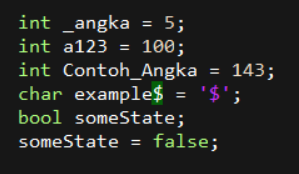 int _angka = 5;
int a123 = 100;
int Contoh_Angka = 143;
char example$ = '$';
bool someState;
someState = false;